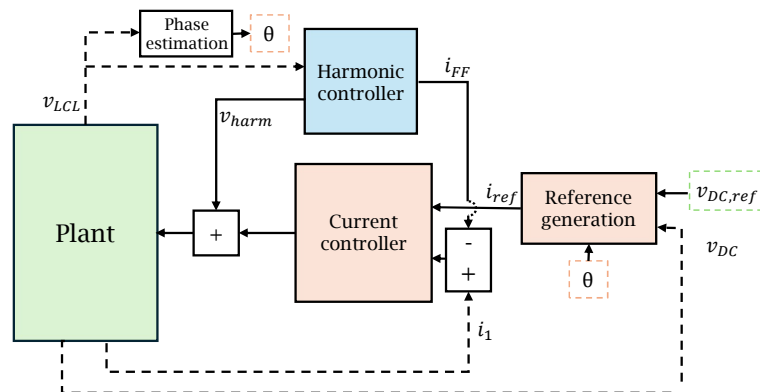 Phase
estimation
θ
Harmonic
controller
i_FF
v_LCL
v_harm
Plant
+
Current
controller
i_ref
Reference
generation
v_DC,ref
-
+
v_DC
θ
i_1